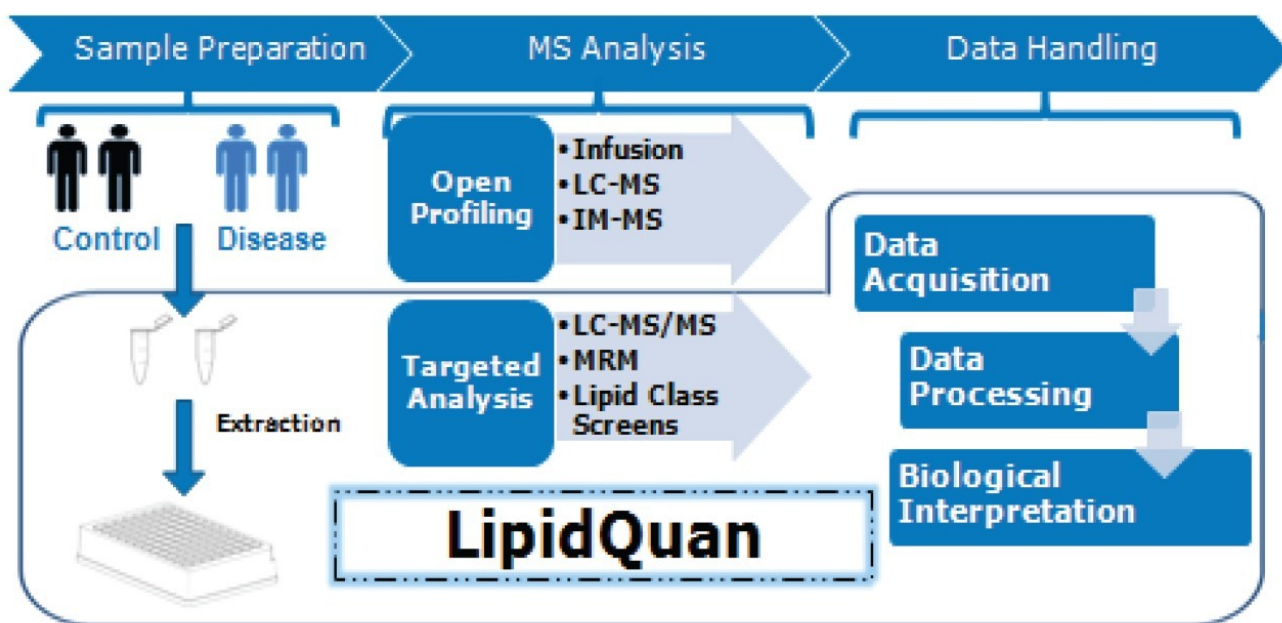 Sample Preparation
MS Analysis
Data Handling
Control
Disease
Extraction
Open
Profiling
•Infusion
•LC-MS
•IM-MS
Targeted
Analysis
•LC-MS/MS
•MRM
•Lipid Class
Screens
LipidQuan
Data
Acquisition
Data
Processing
Biological
Interpretation